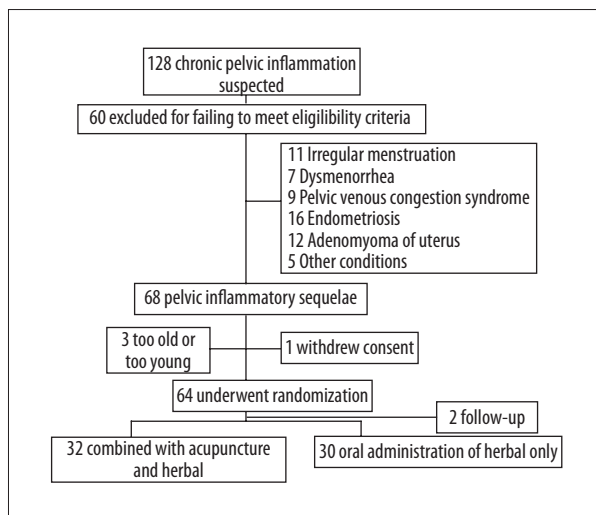 128 chronic pelvic inflammation
suspected
60 excluded for failing to meet eligilibility criteria
11 Irregular menstruation
7 Dysmenorrhea
9 Pelvic venous congestion syndrome
16 Endometriosis
12 Adenomyoma of uterus
5 Other conditions
68 pelvic inflammatory sequelae
3 too old or
too young
1 withdrew consent
64 underwent randomization
2 follow-up
32 combined with acupuncture
and herbal
30 oral administration of herbal only